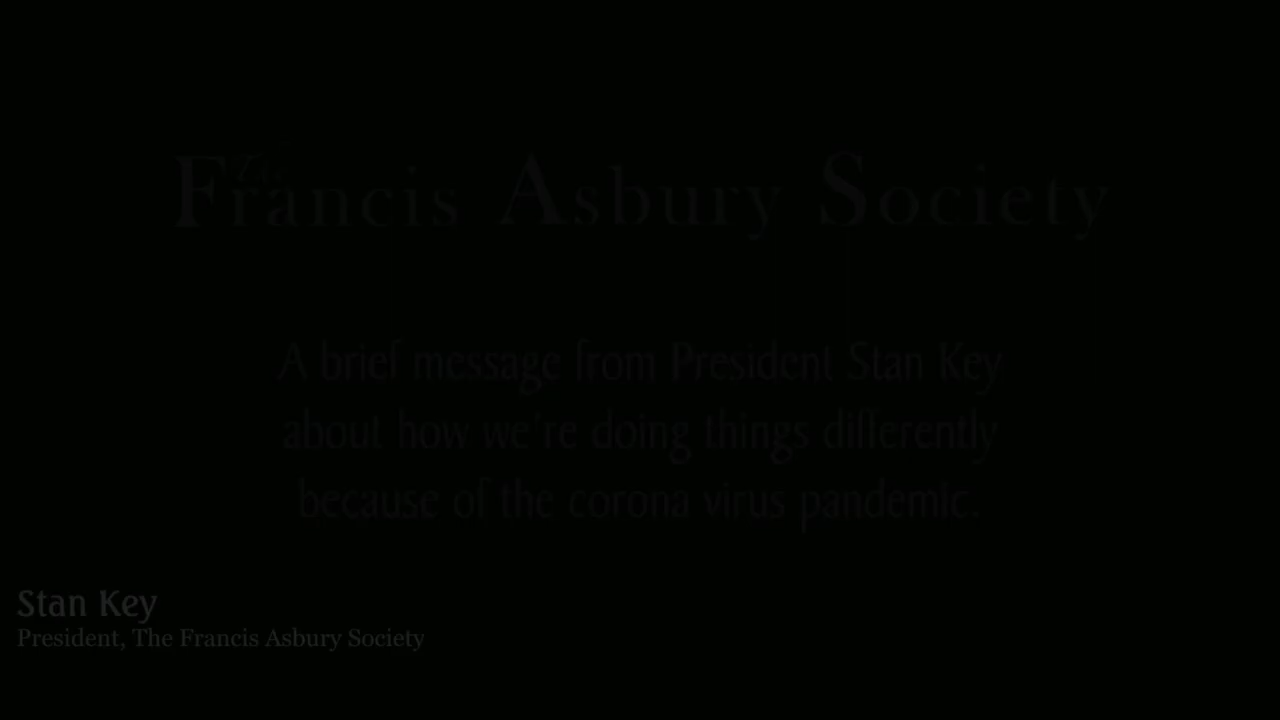 The
Francis Asbury Society
A brief message from President Stan Key
about how we're doing things differently
because of the corona virus pandemic.
Stan Key
President, The Francis Asbury Society